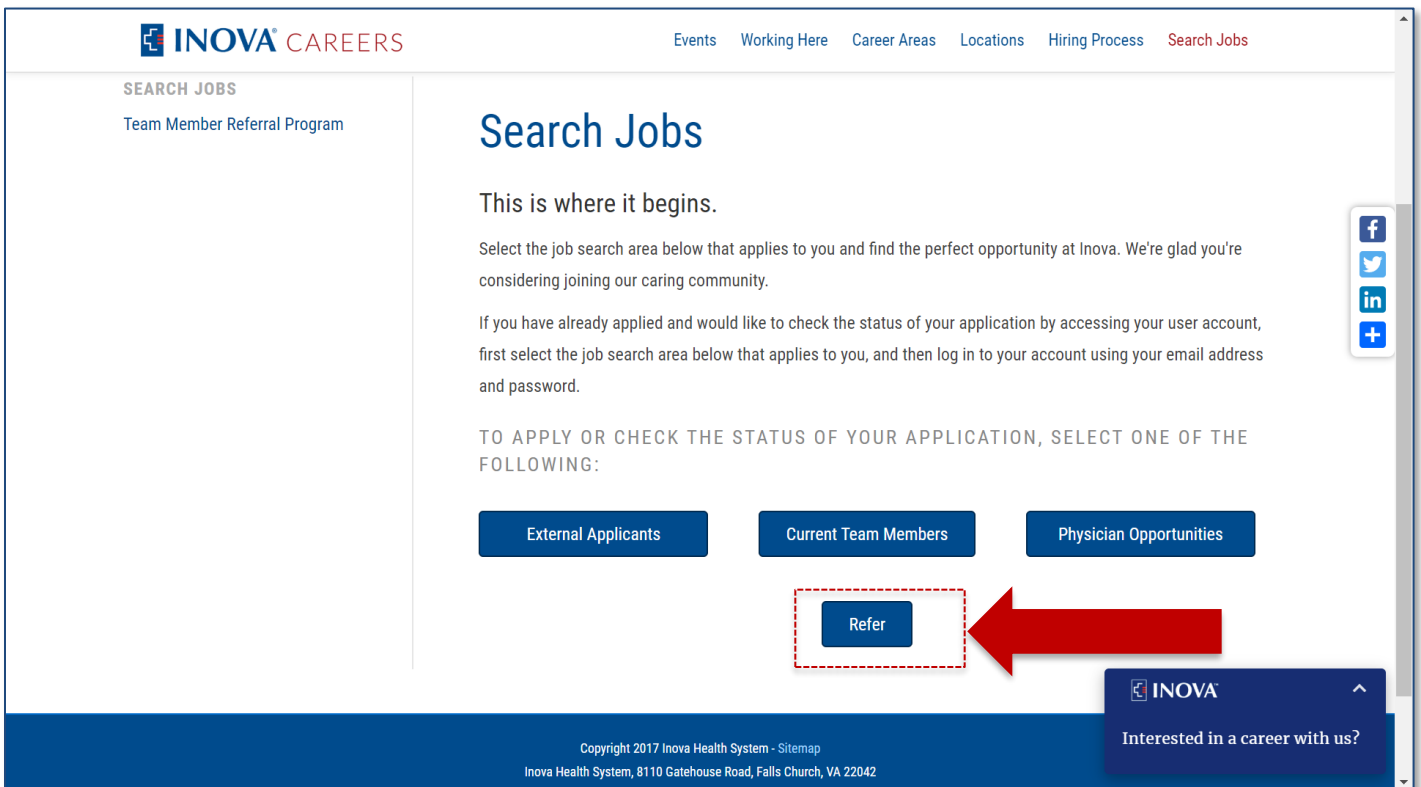 INOVA® CAREERS
Events Working Here Career Areas Locations Hiring Process Search Jobs
SEARCH JOBS
Team Member Referral Program
Search Jobs
This is where it begins.
Select the job search area below that applies to you and find the perfect opportunity at Inova. We're glad you're
considering joining our caring community.
If you have already applied and would like to check the status of your application by accessing your user account,
first select the job search area below that applies to you, and then log in to your account using your email address
and password.
TO APPLY OR CHECK THE STATUS OF YOUR APPLICATION, SELECT ONE OF THE
FOLLOWING:
External Applicants Current Team Members Physician Opportunities
Refer
f
in
INOVA
Interested in a career with us?
Copyright 2017 Inova Health System - Sitemap
Inova Health System, 8110 Gatehouse Road, Falls Church, VA 22042